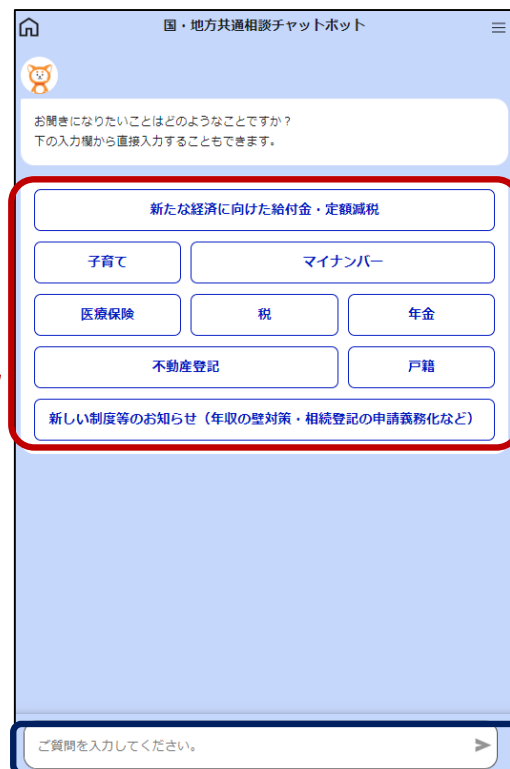 国・地方共通相談チャットボット
お聞きになりたいことはどのようなことですか？
下の入力欄から直接入力することもできます。
新たな経済に向けた給付金・定額減税
子育て
マイナンバー
医療保険
税
年金
不動産登記
戸籍
新しい制度等のお知らせ（年収の壁対策・相続登記の申請義務化など）
ご質問を入力してください。